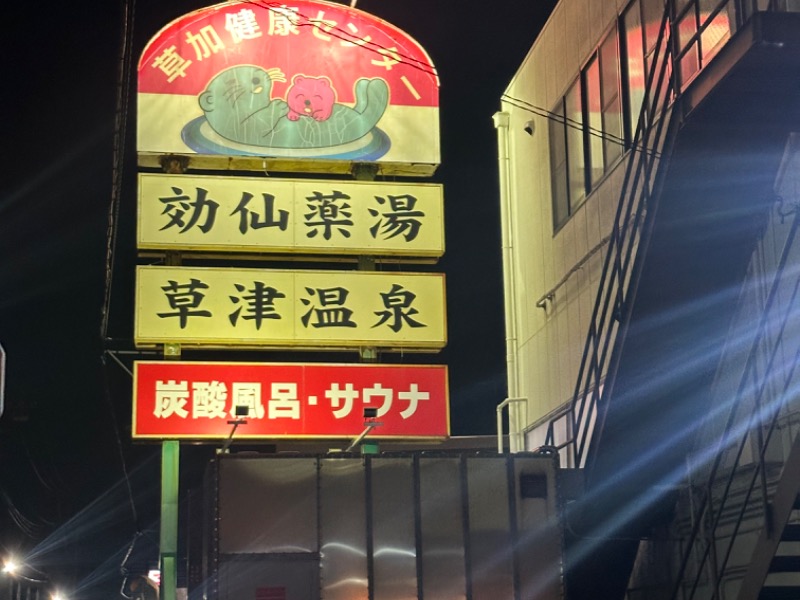 草加健康センター
効仙薬湯
草津温泉
炭酸風呂・サウナ